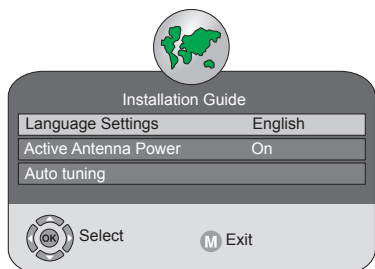 Installation Guide
Language Settings English
Active Antenna Power On
Auto tuning
OK Select M Exit